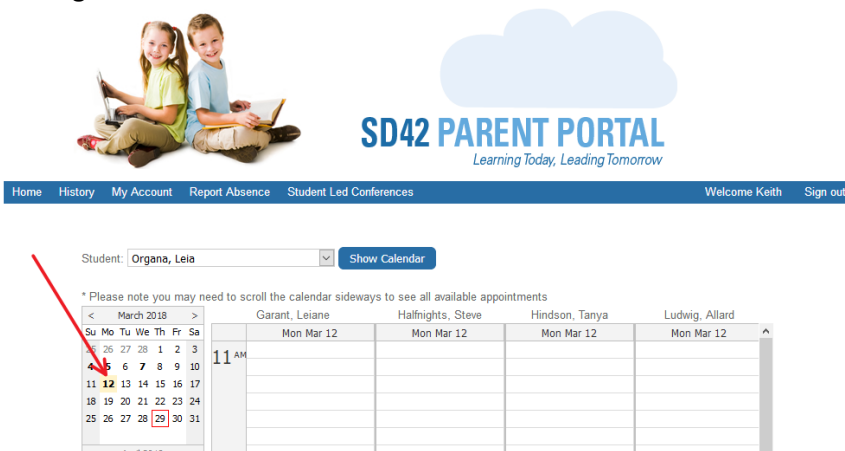 SD42 PARENT PORTAL
Learning Today, Leading Tomorrow
Home History My Account Report Absence Student Led Conferences Welcome Keith Sign out
Student: Organa, Leia Show Calendar
* Please note you may need to scroll the calendar sideways to see all available appointments
< March 2018 > Garant, Leiane Halfnights, Steve Hindson, Tanya Ludwig, Allard
Su Mo Tu We Th Fr Sa Mon Mar 12 Mon Mar 12 Mon Mar 12 Mon Mar 12
25 26 27 28 1 2 3
11 AM
4 5 6 7 8 9 10
11 12 13 14 15 16 17
18 19 20 21 22 23 24
25 26 27 28 29 30 31